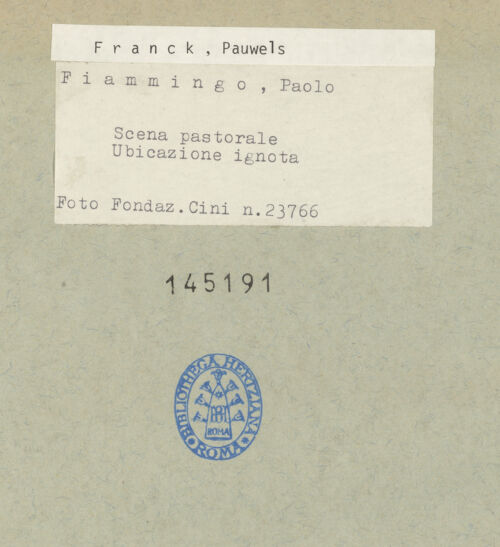 Franck, Pauwels
Fiammingo, Paolo
Scena pastorale
Ubicazione ignota
Foto Fondaz.Cini n.23766
145191
BIBLIOTHECA HERTZIANA
ROMA
ROMA